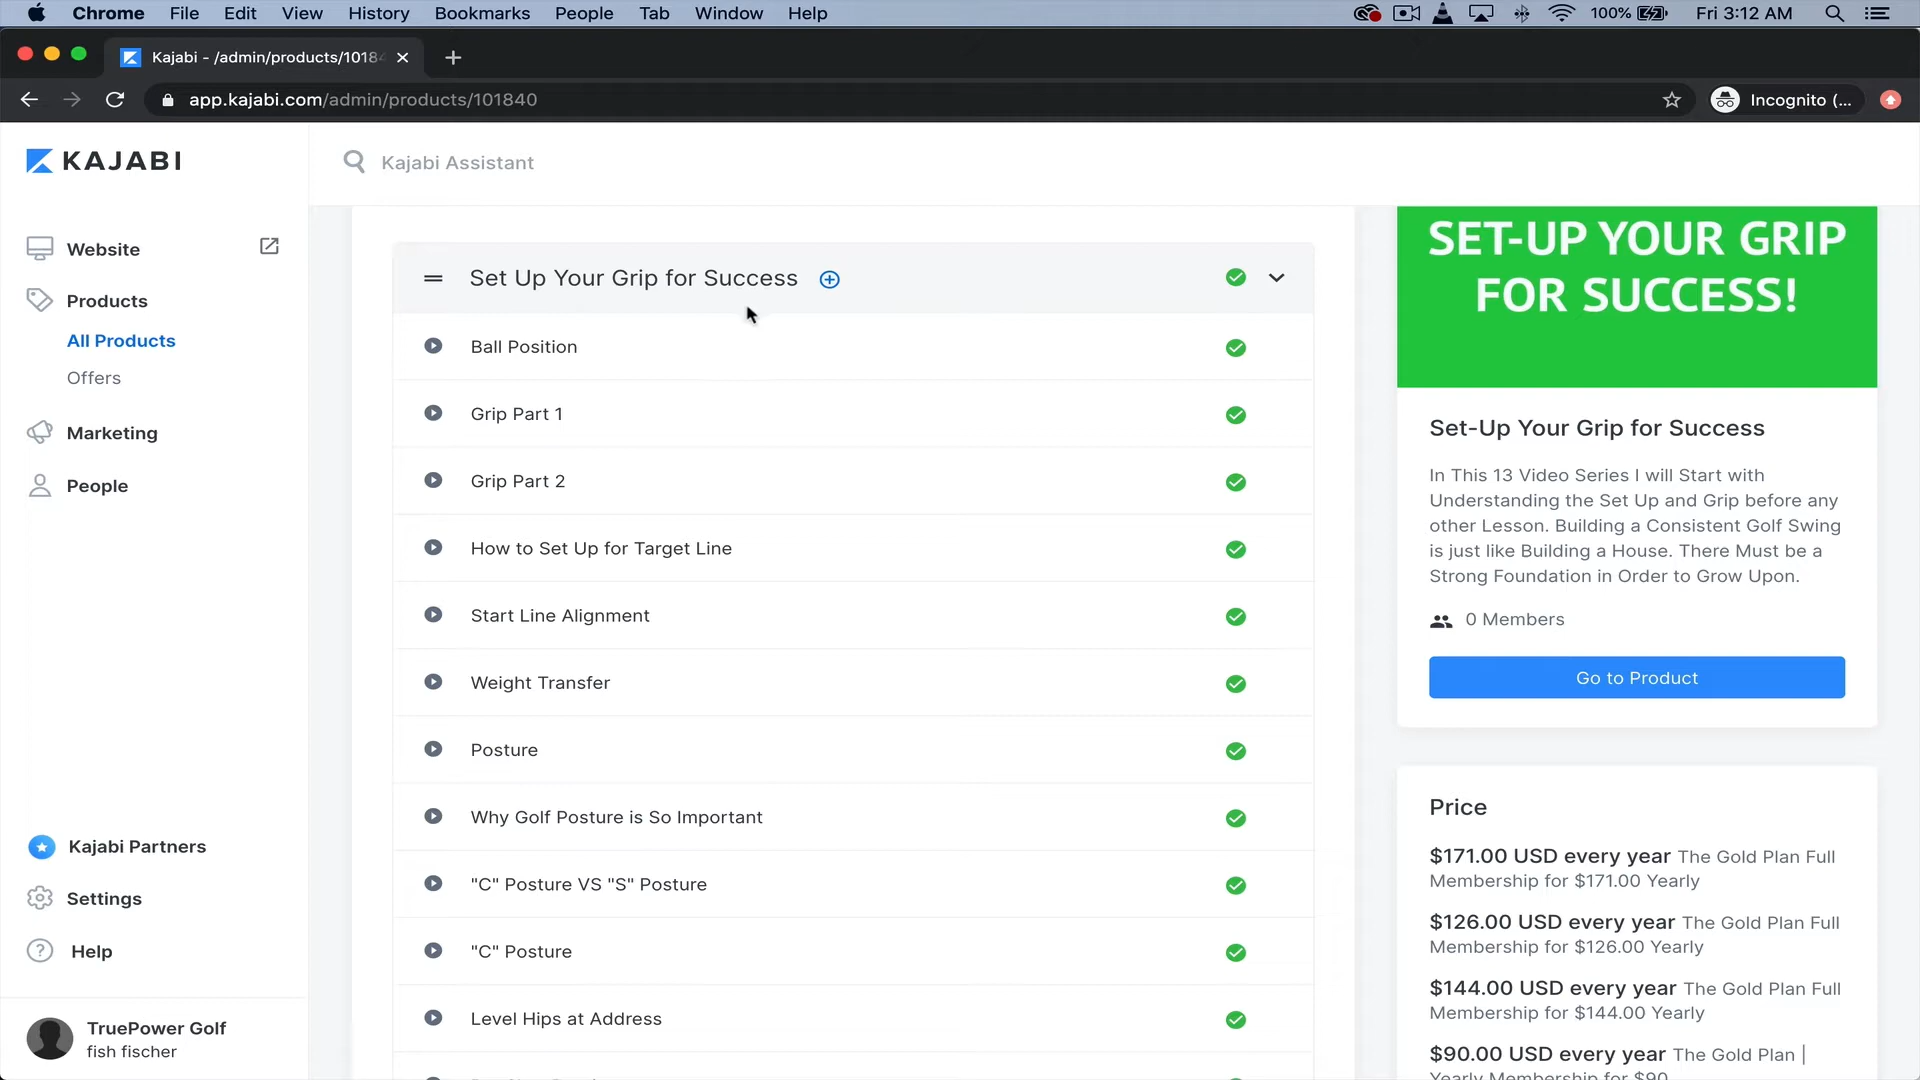 Chrome File Edit View History Bookmarks People Tab Window Help 100% Fri 3:12 AM
Kajabi - /admin/products/1018
app.kajabi.com/admin/products/101840 Incognito (...
KAJABI
Kajabi Assistant
Website
Products
All Products
Offers
Marketing
People
Kajabi Partners
Settings
Help
TruePower Golf
fish fischer
Set Up Your Grip for Success
Ball Position
Grip Part 1
Grip Part 2
How to Set Up for Target Line
Start Line Alignment
Weight Transfer
Posture
Why Golf Posture is So Important
"C" Posture VS "S" Posture
"C" Posture
Level Hips at Address
SET-UP YOUR GRIP
FOR SUCCESS!
Set-Up Your Grip for Success
In This 13 Video Series I will Start with
Understanding the Set Up and Grip before any
other Lesson. Building a Consistent Golf Swing
is just like Building a House. There Must be a
Strong Foundation in Order to Grow Upon.
0 Members
Go to Product
Price
$171.00 USD every year The Gold Plan Full
Membership for $171.00 Yearly
$126.00 USD every year The Gold Plan Full
Membership for $126.00 Yearly
$144.00 USD every year The Gold Plan Full
Membership for $144.00 Yearly
$90.00 USD every year The Gold Plan |
Yearly Membership for $90